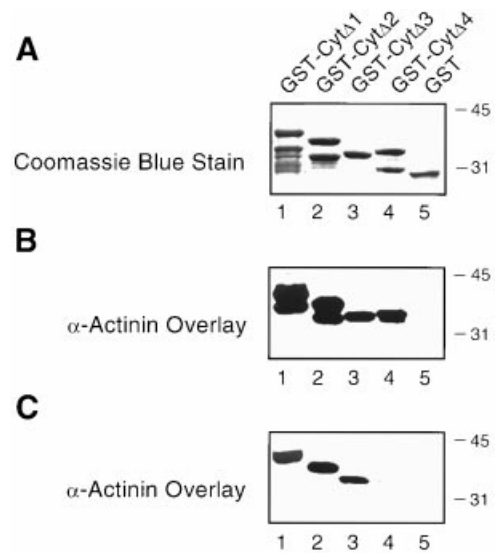 A
GST-CytΔ1
GST-CytΔ2
GST-CytΔ3
GST-CytΔ4
GST
Coomassie Blue Stain
– 45
– 31
1 2 3 4 5
B
α-Actinin Overlay
– 45
– 31
1 2 3 4 5
C
α-Actinin Overlay
– 45
– 31
1 2 3 4 5